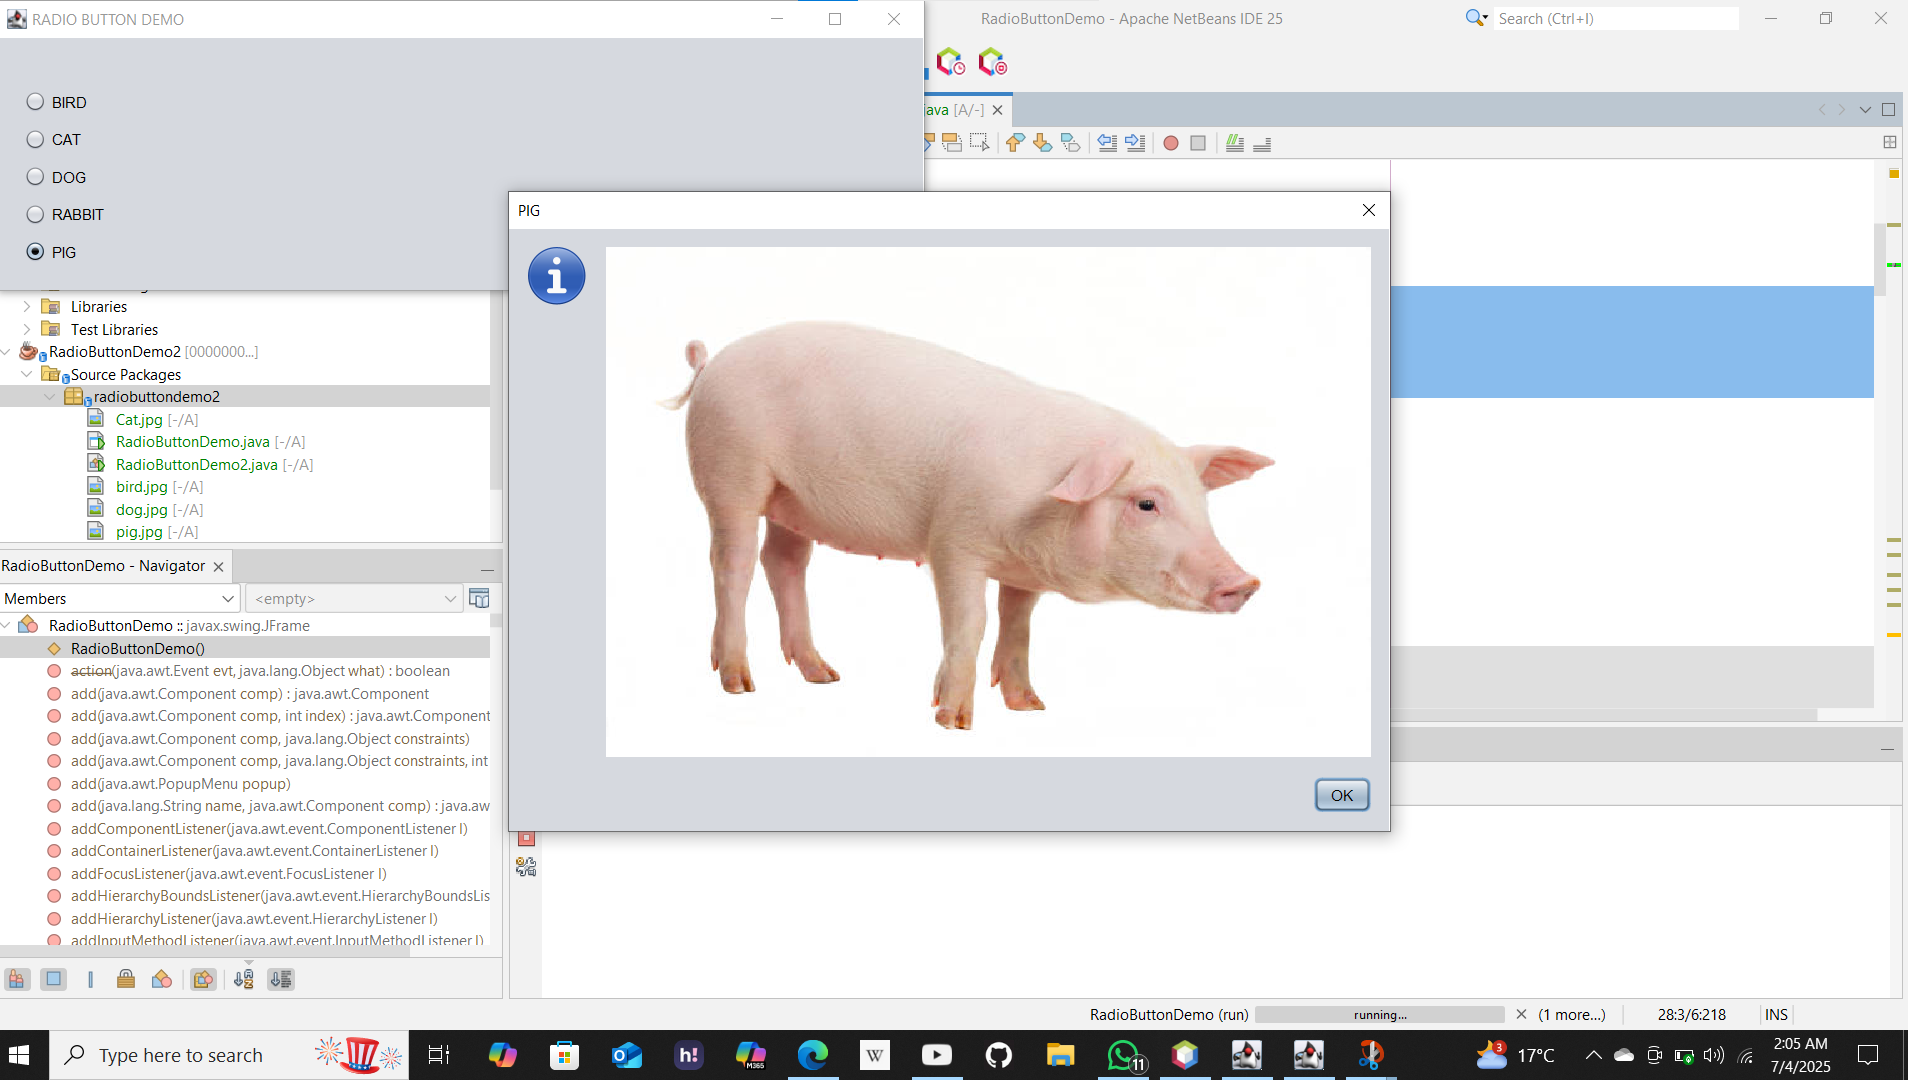 RADIO BUTTON DEMO
RadioButtonDemo - Apache NetBeans IDE 25
Search (Ctrl+I)
BIRD
CAT
DOG
RABBIT
PIG
java [A/-]
PIG
OK
Libraries
Test Libraries
RadioButtonDemo2 [0000000...]
Source Packages
radiobuttondemo2
Cat.jpg [-/A]
RadioButtonDemo.java [-/A]
RadioButtonDemo2.java [-/A]
bird.jpg [-/A]
dog.jpg [-/A]
pig.jpg [-/A]
RadioButtonDemo - Navigator
Members
<empty>
RadioButtonDemo :: javax.swing.JFrame
RadioButtonDemo()
action(java.awt.Event evt, java.lang.Object what) : boolean
add(java.awt.Component comp) : java.awt.Component
add(java.awt.Component comp, int index) : java.awt.Component
add(java.awt.Component comp, java.lang.Object constraints)
add(java.awt.Component comp, java.lang.Object constraints, int
add(java.awt.PopupMenu popup)
add(java.lang.String name, java.awt.Component comp) : java.aw
addComponentListener(java.awt.event.ComponentListener l)
addContainerListener(java.awt.event.ContainerListener l)
addFocusListener(java.awt.event.FocusListener l)
addHierarchyBoundsListener(java.awt.event.HierarchyBoundsLis
addHierarchyListener(java.awt.event.HierarchyListener l)
addInputMethodListener(java.awt.event.InputMethodListener l)
RadioButtonDemo (run)
running...
(1 more...)
28:3/6:218
INS
Type here to search
h!
M365
W
11
3
17°C
2:05 AM
7/4/2025